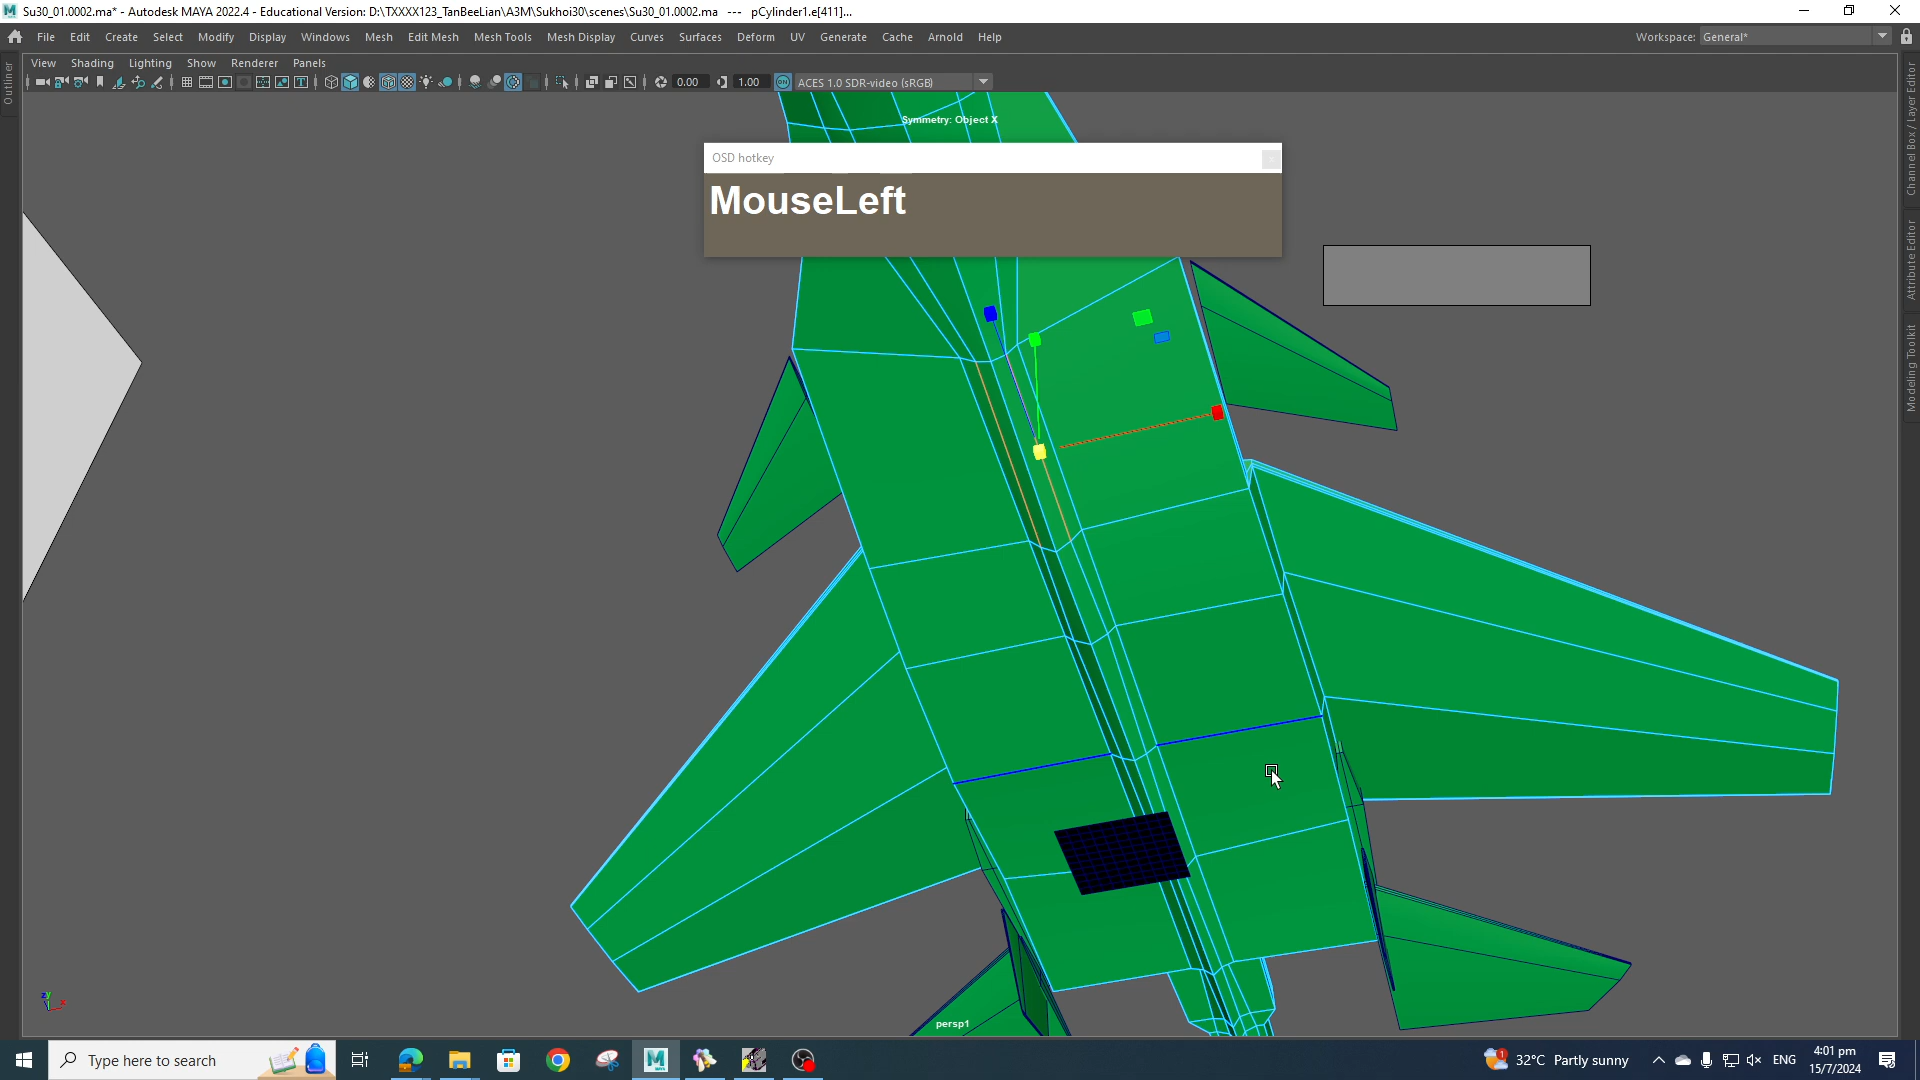 Su30_01.0002.ma* - Autodesk MAYA 2022.4 - Educational Version: D:\TXXXX123_TanBeeLian\A3M\Sukhoi30\scenes\Su30_01.0002.ma --- pCylinder1.e[411]...
File Edit Create Select Modify Display Windows Mesh Edit Mesh Mesh Tools Mesh Display Curves Surfaces Deform UV Generate Cache Arnold Help Workspace: General*
View Shading Lighting Show Renderer Panels
0.00 1.00 ON ACES 1.0 SDR-video (sRGB)
Outliner
Channel Box / Layer Editor
Attribute Editor
Modeling Toolkit
Symmetry: Object X
OSD hotkey
MouseLeft
persp1
Type here to search
32°C Partly sunny
ENG
4:01 pm
15/7/2024